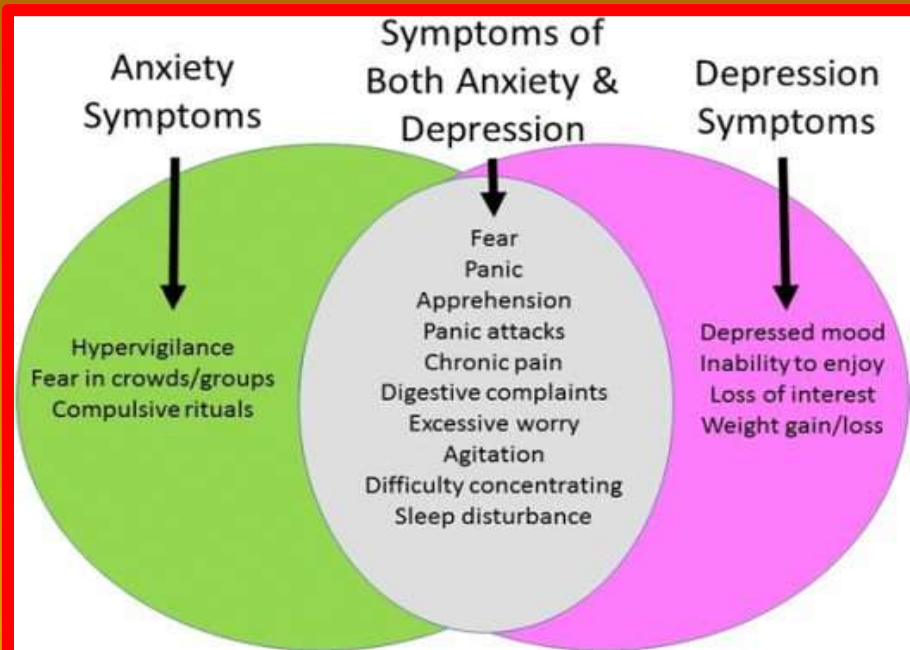 Anxiety
Symptoms
Symptoms of
Both Anxiety &
Depression
Depression
Symptoms
Hypervigilance
Fear in crowds/groups
Compulsive rituals
Fear
Panic
Apprehension
Panic attacks
Chronic pain
Digestive complaints
Excessive worry
Agitation
Difficulty concentrating
Sleep disturbance
Depressed mood
Inability to enjoy
Loss of interest
Weight gain/loss